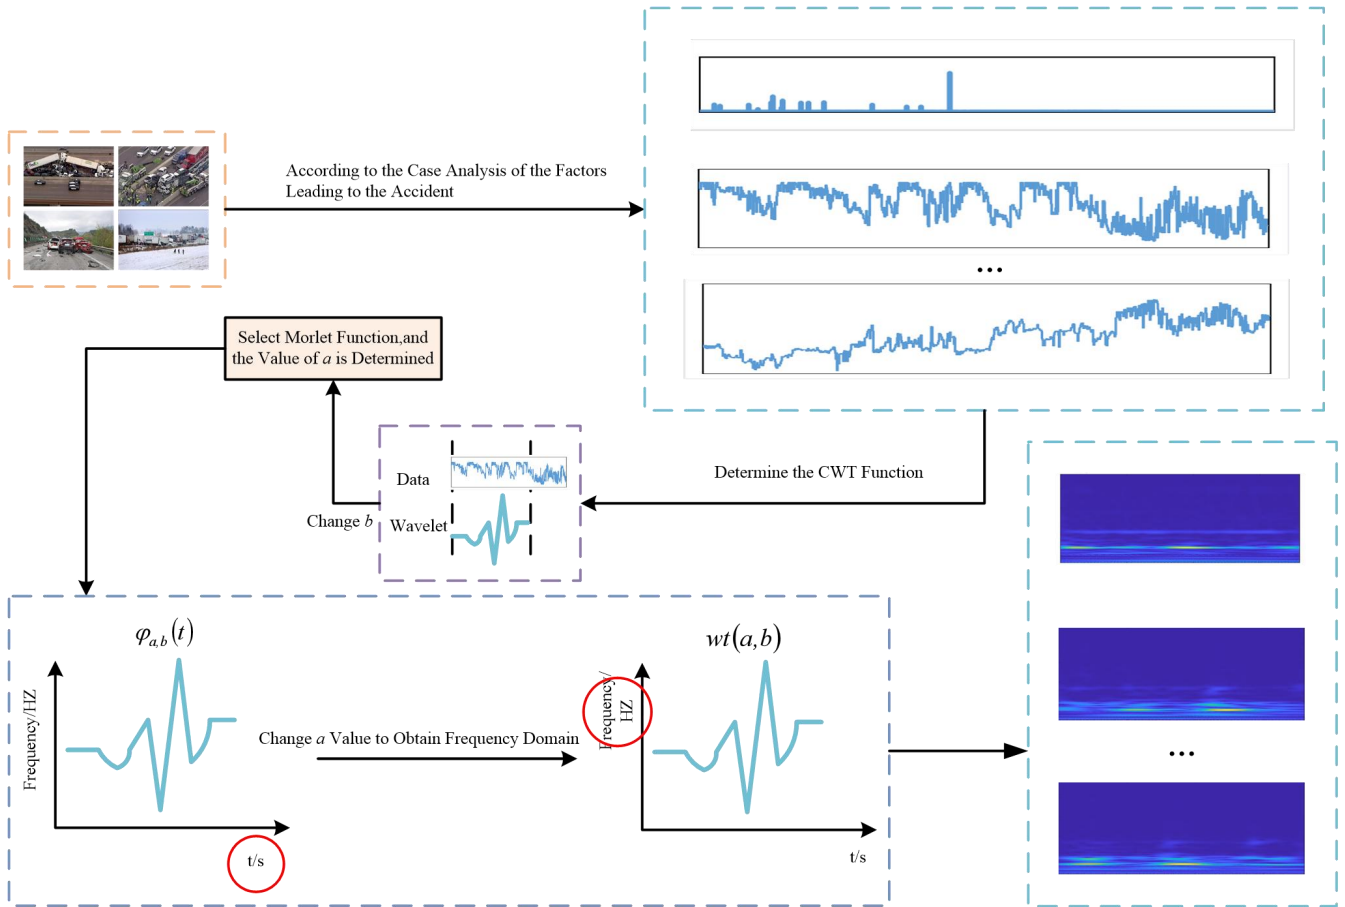 According to the Case Analysis of the Factors
Leading to the Accident
...
Select Morlet Function,and
the Value of a is Determined
Data
Wavelet
Change b
Determine the CWT Function
φa,b(t)
Frequency/HZ
t/s
Change a Value to Obtain Frequency Domain
wt(a,b)
Frequency/
HZ
t/s
...